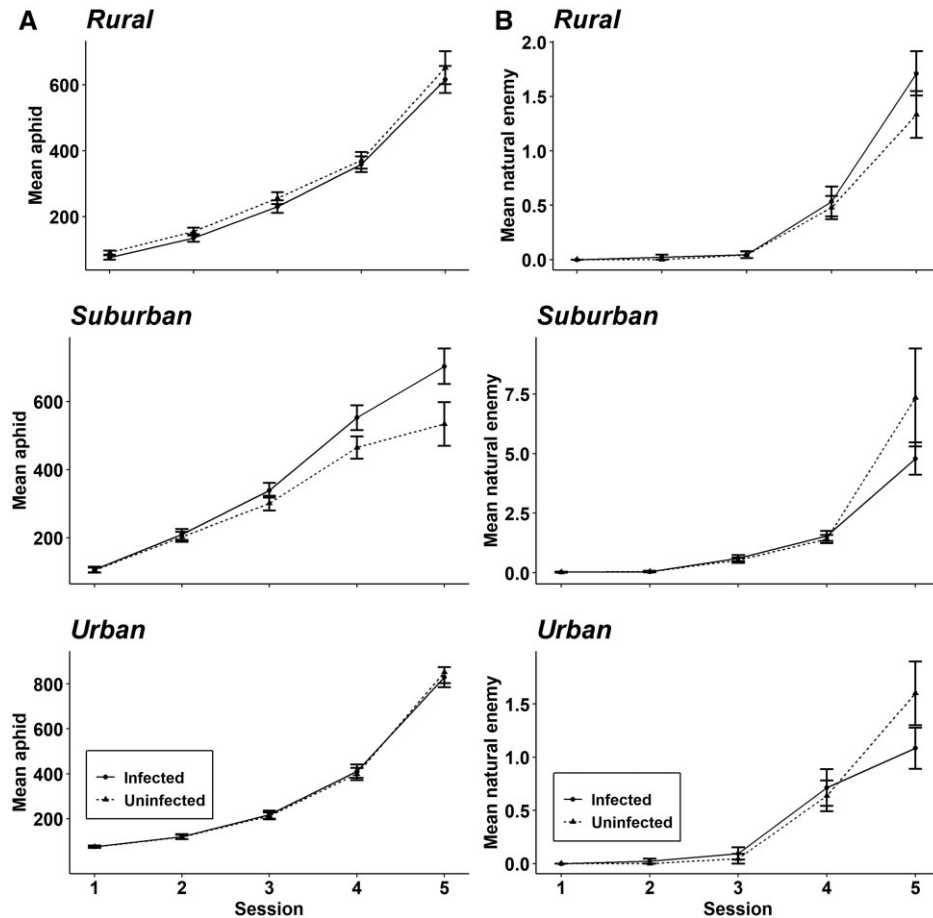 A
Rural
Mean aphid
600
400
200
B
Rural
Mean natural enemy
2.0
1.5
1.0
0.5
0.0
Suburban
Mean aphid
600
400
200
Suburban
Mean natural enemy
7.5
5.0
2.5
0.0
Urban
Mean aphid
800
600
400
200
Infected
Uninfected
1 2 3 4 5
Session
Urban
Mean natural enemy
1.5
1.0
0.5
0.0
Infected
Uninfected
1 2 3 4 5
Session